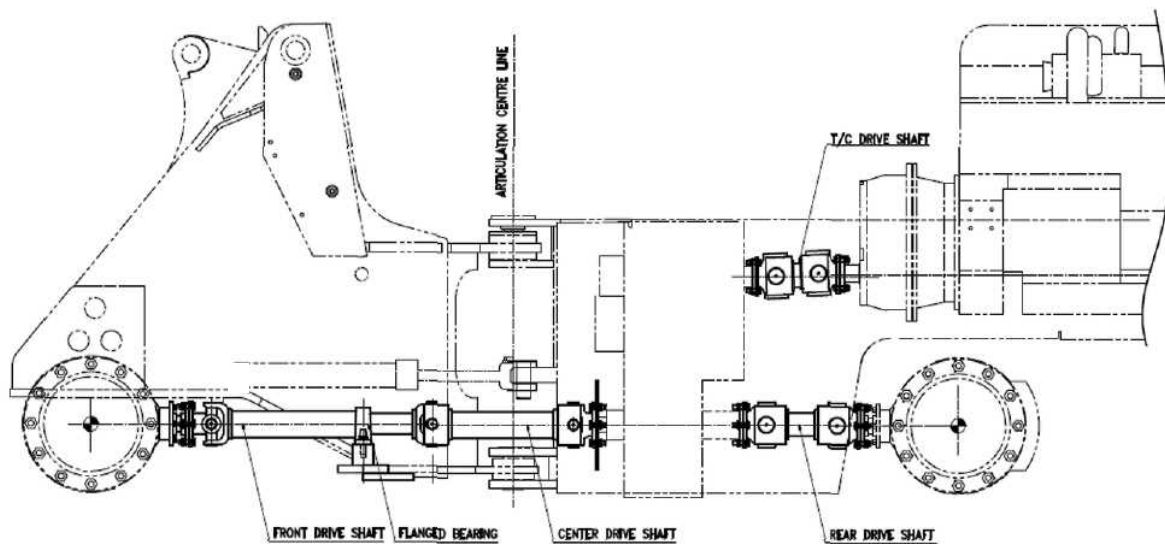 ARTICULATION CENTRE LINE
T/C DRIVE SHAFT
FRONT DRIVE SHAFT
FLANGED BEARING
CENTER DRIVE SHAFT
REAR DRIVE SHAFT